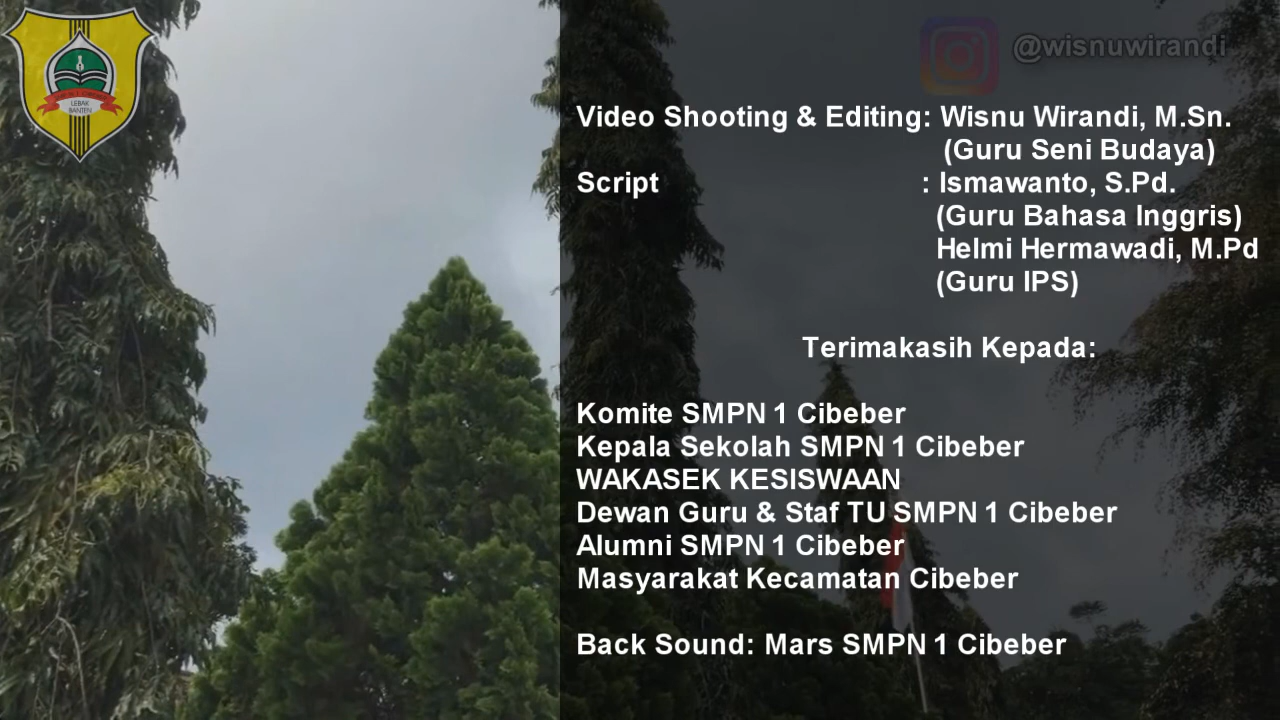 @wisnuwirandi
Video Shooting & Editing: Wisnu Wirandi, M.Sn.
(Guru Seni Budaya)
Script : Ismawanto, S.Pd.
(Guru Bahasa Inggris)
Helmi Hermawadi, M.Pd
(Guru IPS)
Terimakasih Kepada:
Komite SMPN 1 Cibeber
Kepala Sekolah SMPN 1 Cibeber
WAKASEK KESISWAAN
Dewan Guru & Staf TU SMPN 1 Cibeber
Alumni SMPN 1 Cibeber
Masyarakat Kecamatan Cibeber
Back Sound: Mars SMPN 1 Cibeber
LEBAK
BANTEN